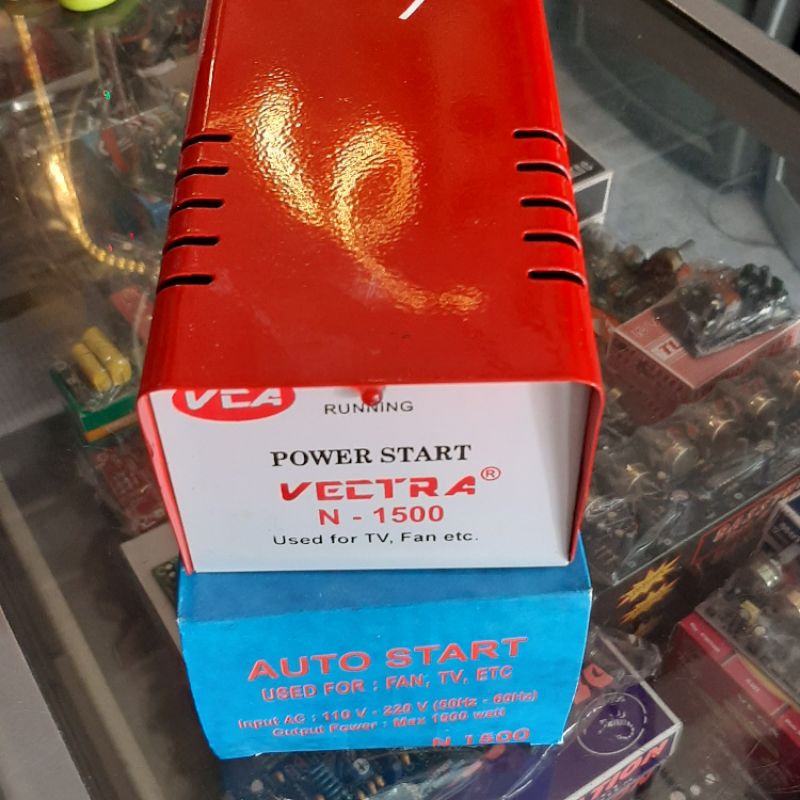 VCA
RUNNING
POWER START
VECTRA®
N - 1500
Used for TV, Fan etc.
AUTO START
USED FOR : FAN, TV, ETC
Input AC : 110 V - 220 V (50Hz - 60Hz)
Output Power : Max 1000 watt
N 1500